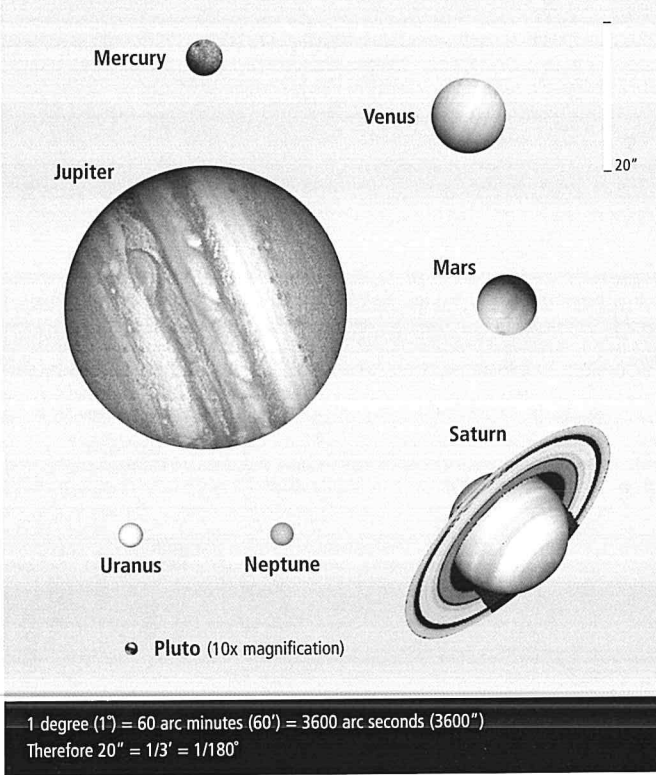 Mercury
Venus
20″
Jupiter
Mars
Saturn
Uranus
Neptune
Pluto (10x magnification)
1 degree (1°) = 60 arc minutes (60′) = 3600 arc seconds (3600″)
Therefore 20″ = 1/3′ = 1/180°